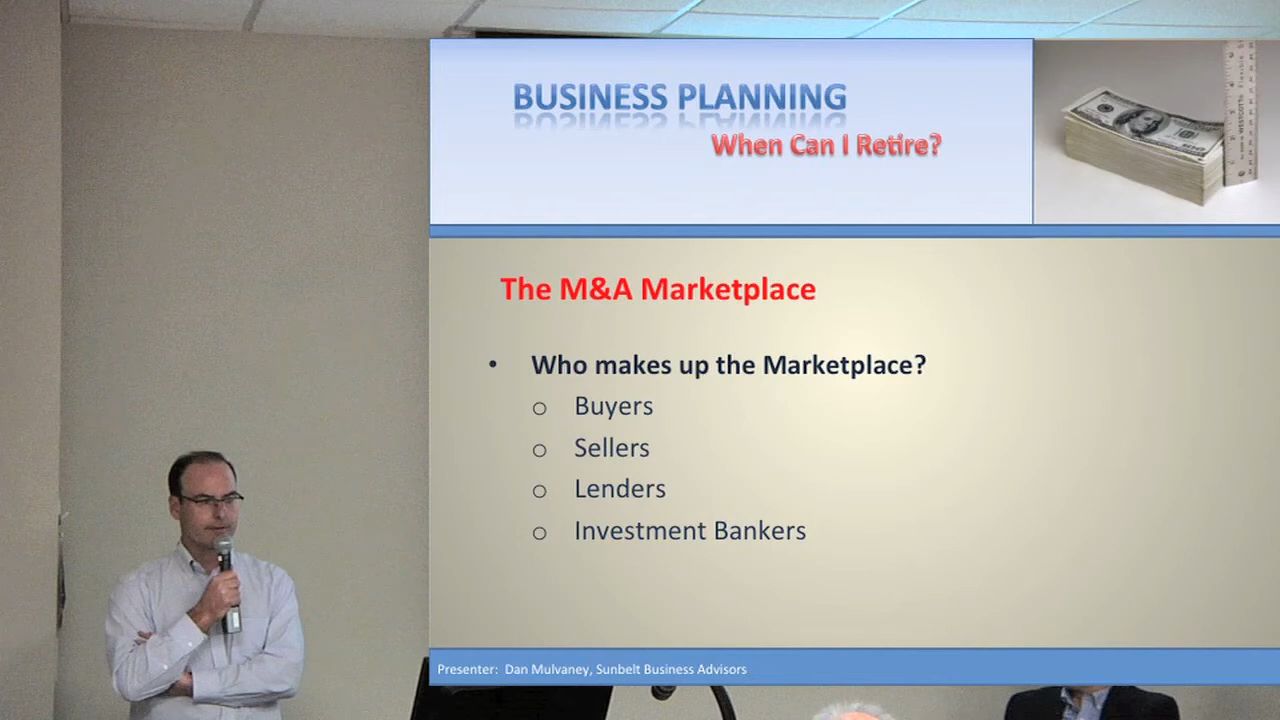 BUSINESS PLANNING
When Can I Retire?
The M&A Marketplace
• Who makes up the Marketplace?
o Buyers
o Sellers
o Lenders
o Investment Bankers
Presenter: Dan Mulvaney, Sunbelt Business Advisors